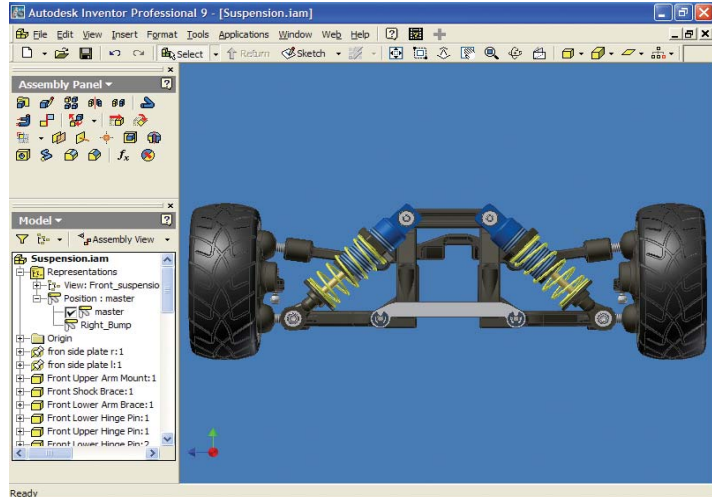 Autodesk Inventor Professional 9 - [Suspension.iam]
File Edit View Insert Format Tools Applications Window Web Help
Select Return Sketch
Assembly Panel
Model
Assembly View
Suspension.iam
Representations
View: Front_suspensio
Position : master
master
Right_Bump
Origin
fron side plate r:1
fron side plate l:1
Front Upper Arm Mount:1
Front Shock Brace:1
Front Lower Arm Brace:1
Front Lower Hinge Pin:1
Front Upper Hinge Pin:1
Front Lower Hinge Pin:2
Ready